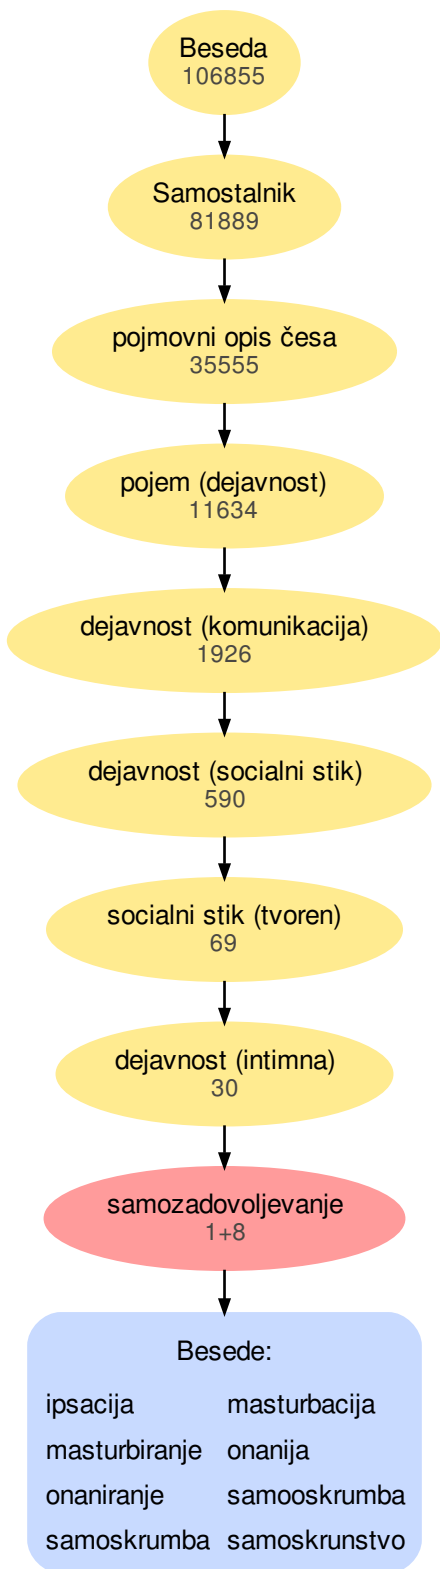 Beseda
106855
Samostalnik
81889
pojmovni opis česa
35555
pojem (dejavnost)
11634
dejavnost (komunikacija)
1926
dejavnost (socialni stik)
590
socialni stik (tvoren)
69
dejavnost (intimna)
30
samozadovoljevanje
1+8
Besede:
ipsacija masturbacija
masturbiranje onanija
onaniranje samooskrumba
samoskrumba samoskrunstvo